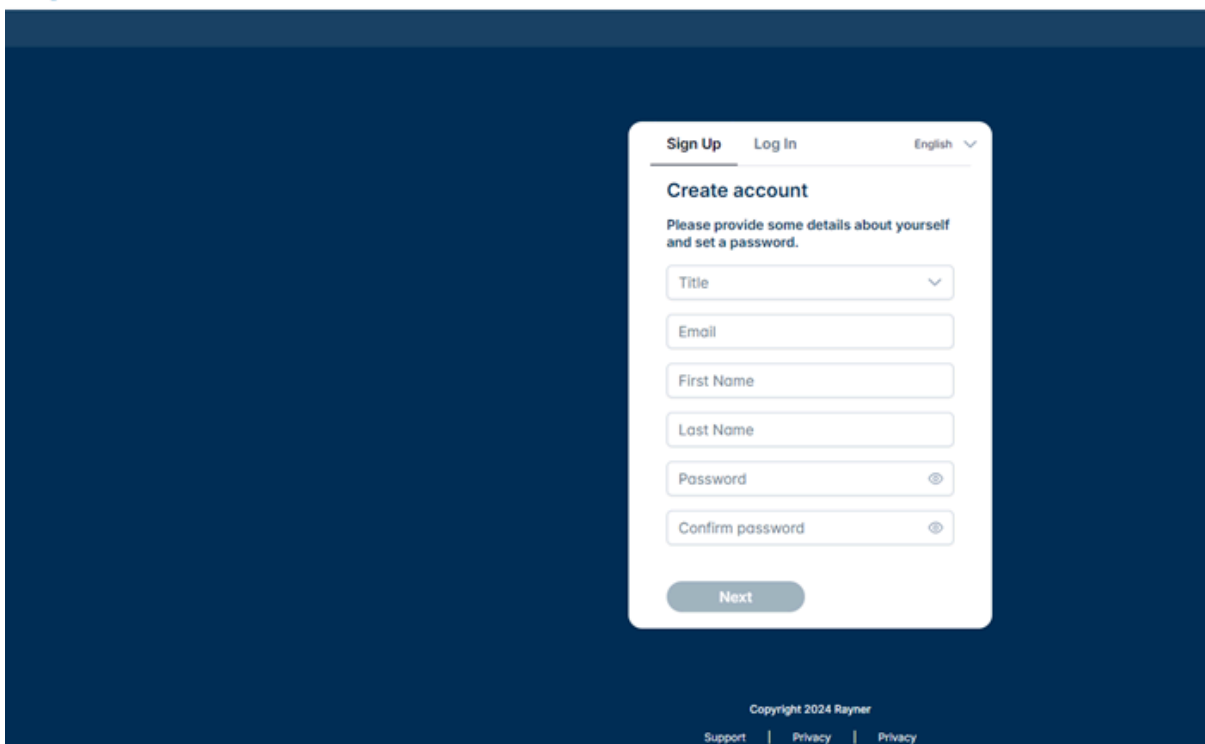 Sign Up Log In English
Create account
Please provide some details about yourself
and set a password.
Title
Email
First Name
Last Name
Password
Confirm password
Next
Copyright 2024 Rayner
Support | Privacy | Privacy